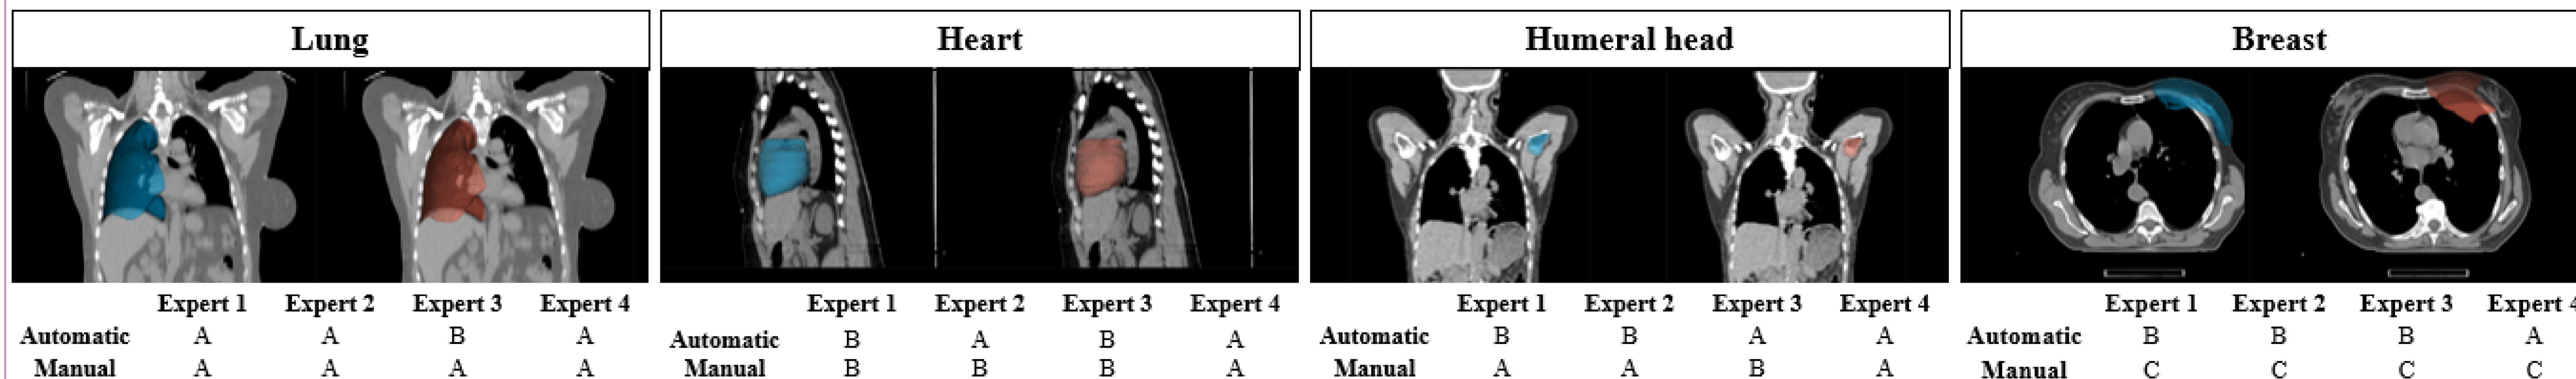 Lung
Expert 1 Expert 2 Expert 3 Expert 4
Automatic A A B A
Manual A A A A
Heart
Expert 1 Expert 2 Expert 3 Expert 4
Automatic B A B A
Manual B B B A
Humeral head
Expert 1 Expert 2 Expert 3 Expert 4
Automatic B B A A
Manual A A B A
Breast
Expert 1 Expert 2 Expert 3 Expert 4
Automatic B B B A
Manual C C C C